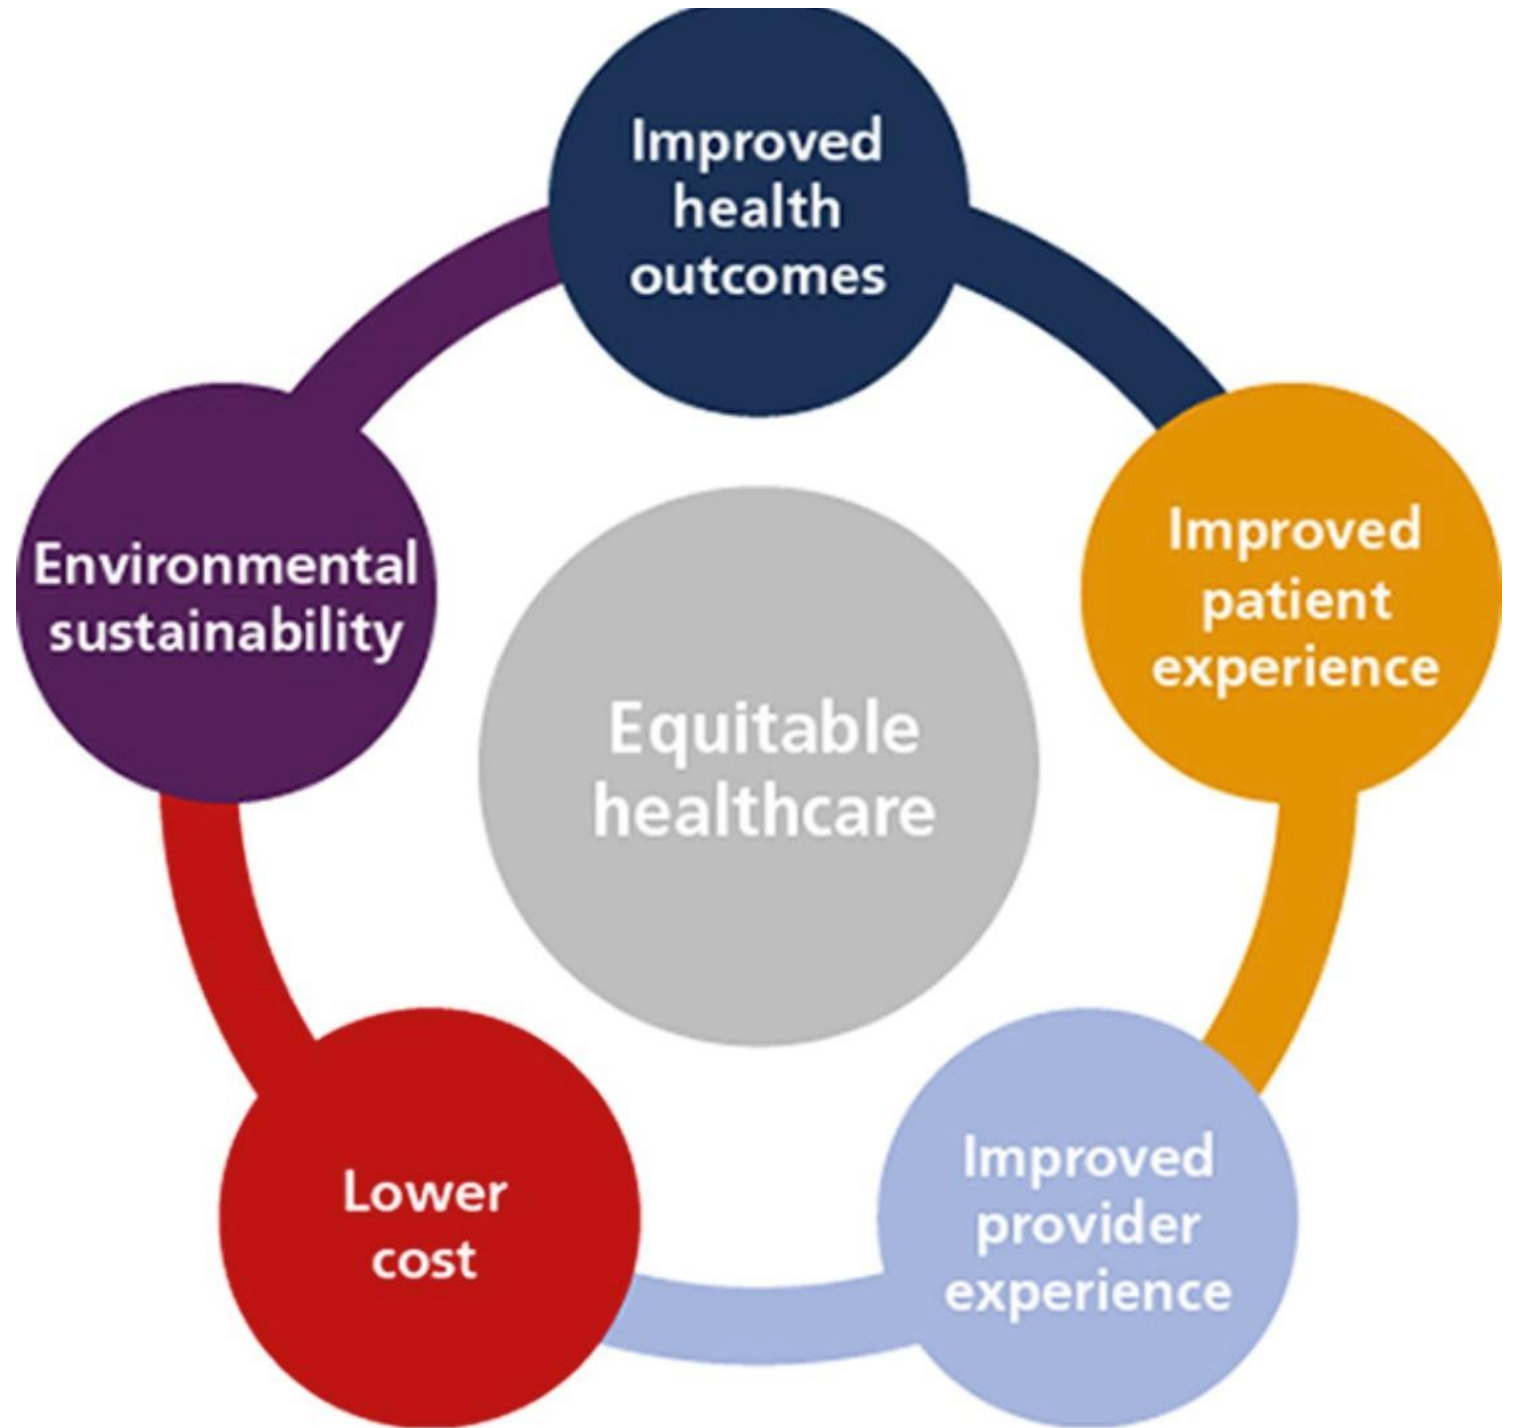 Improved
health
outcomes
Improved
patient
experience
Improved
provider
experience
Lower
cost
Environmental
sustainability
Equitable
healthcare